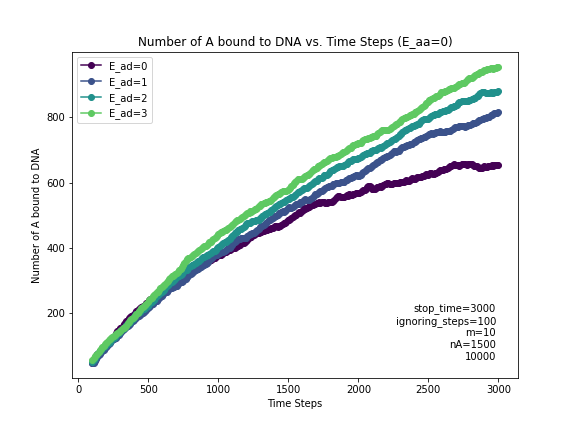 Number of A bound to DNA vs. Time Steps (E_aa=0)
E_ad=0
E_ad=1
E_ad=2
E_ad=3
Number of A bound to DNA
800
600
400
200
stop_time=3000
ignoring_steps=100
m=10
nA=1500
10000
0
500
1000
1500
2000
2500
3000
Time Steps